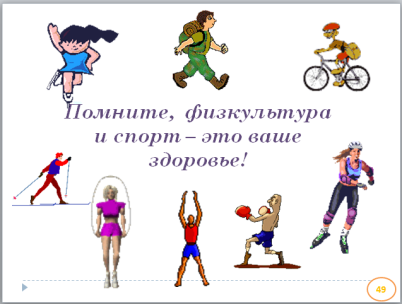 Помните, физкультура
и спорт – это ваше
здоровье!
49